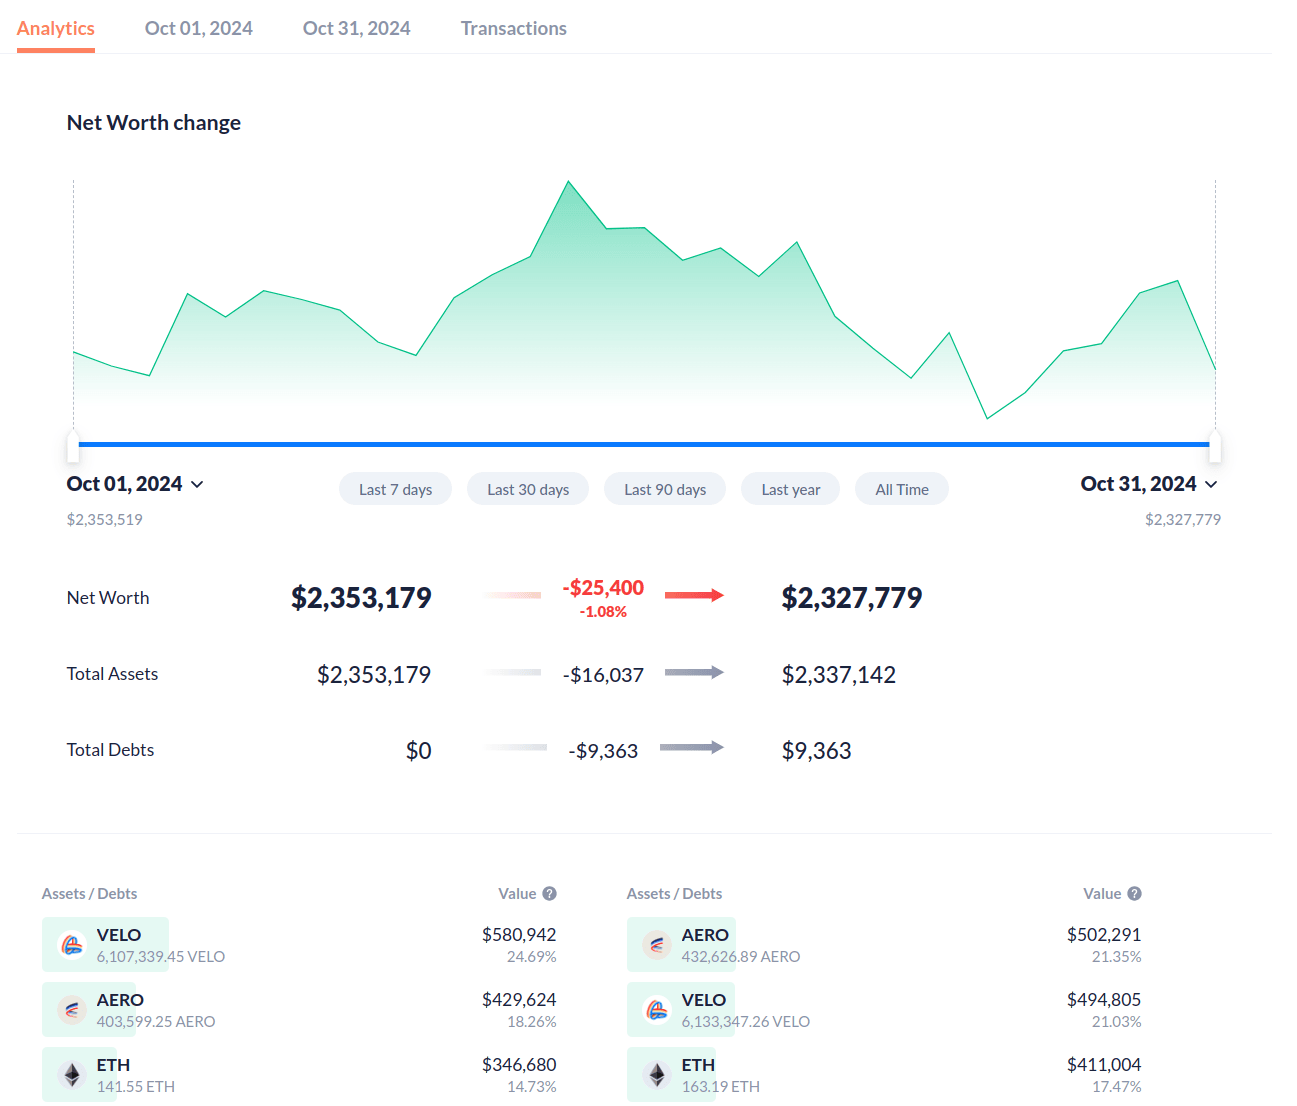 Analytics Oct 01, 2024 Oct 31, 2024 Transactions
Net Worth change
Oct 01, 2024 Last 7 days Last 30 days Last 90 days Last year All Time Oct 31, 2024
$2,353,519 $2,327,779
Net Worth $2,353,179 -$25,400 $2,327,779
-1.08%
Total Assets $2,353,179 -$16,037 $2,337,142
Total Debts $0 -$9,363 $9,363
Assets / Debts Value ? Assets / Debts Value ?
VELO $580,942 AERO $502,291
6,107,339.45 VELO 24.69% 432,626.89 AERO 21.35%
AERO $429,624 VELO $494,805
403,599.25 AERO 18.26% 6,133,347.26 VELO 21.03%
ETH $346,680 ETH $411,004
141.55 ETH 14.73% 163.19 ETH 17.47%